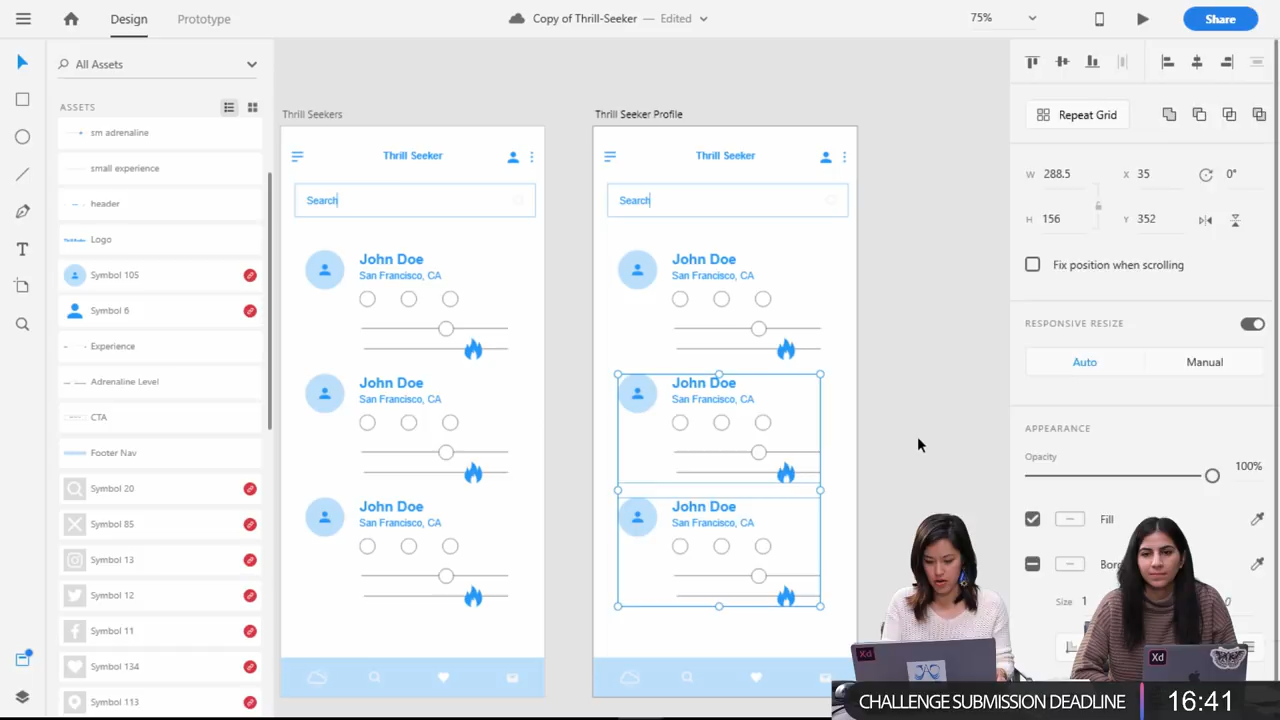 Design
Prototype
Copy of Thrill-Seeker — Edited
75%
Share
All Assets
ASSETS
sm adrenaline
small experience
header
Logo
Symbol 105
Symbol 6
Experience
Adrenaline Level
CTA
Footer Nav
Symbol 20
Symbol 85
Symbol 13
Symbol 12
Symbol 11
Symbol 134
Symbol 113
Thrill Seekers
Thrill Seeker
Search
John Doe
San Francisco, CA
John Doe
San Francisco, CA
John Doe
San Francisco, CA
Thrill Seeker Profile
Thrill Seeker
Search
John Doe
San Francisco, CA
John Doe
San Francisco, CA
John Doe
San Francisco, CA
Repeat Grid
W 288.5 X 35 0°
H 156 Y 352
Fix position when scrolling
RESPONSIVE RESIZE
Auto Manual
APPEARANCE
Opacity
100%
Fill
Size 1
Xd
Xd
CHALLENGE SUBMISSION DEADLINE 16:41